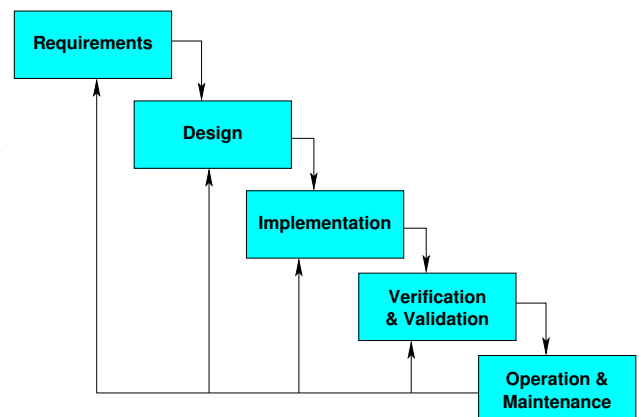 Requirements
Design
Implementation
Verification
& Validation
Operation &
Maintenance